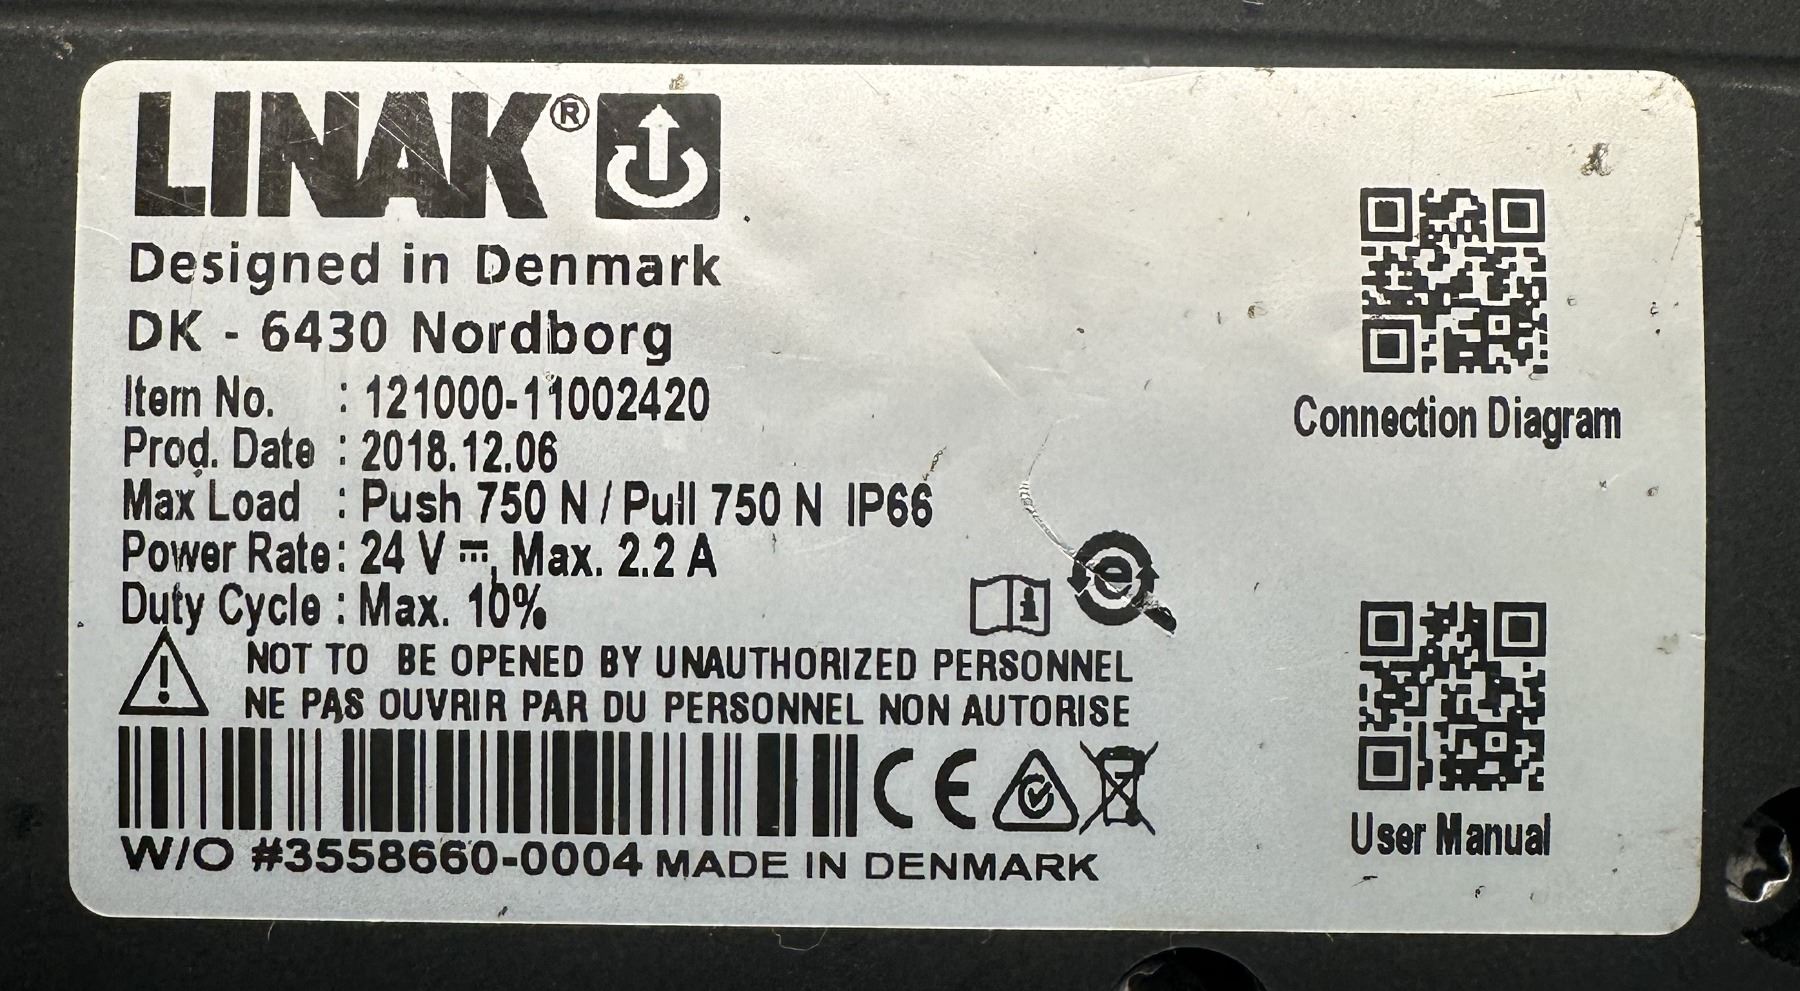 LINAK®
Designed in Denmark
DK - 6430 Nordborg
Item No. : 121000-11002420
Prod. Date : 2018.12.06
Max Load : Push 750 N / Pull 750 N IP66
Power Rate : 24 V ⎓, Max. 2.2 A
Duty Cycle : Max. 10%
NOT TO BE OPENED BY UNAUTHORIZED PERSONNEL
NE PAS OUVRIR PAR DU PERSONNEL NON AUTORISE
CE
W/O #3558660-0004 MADE IN DENMARK
Connection Diagram
User Manual